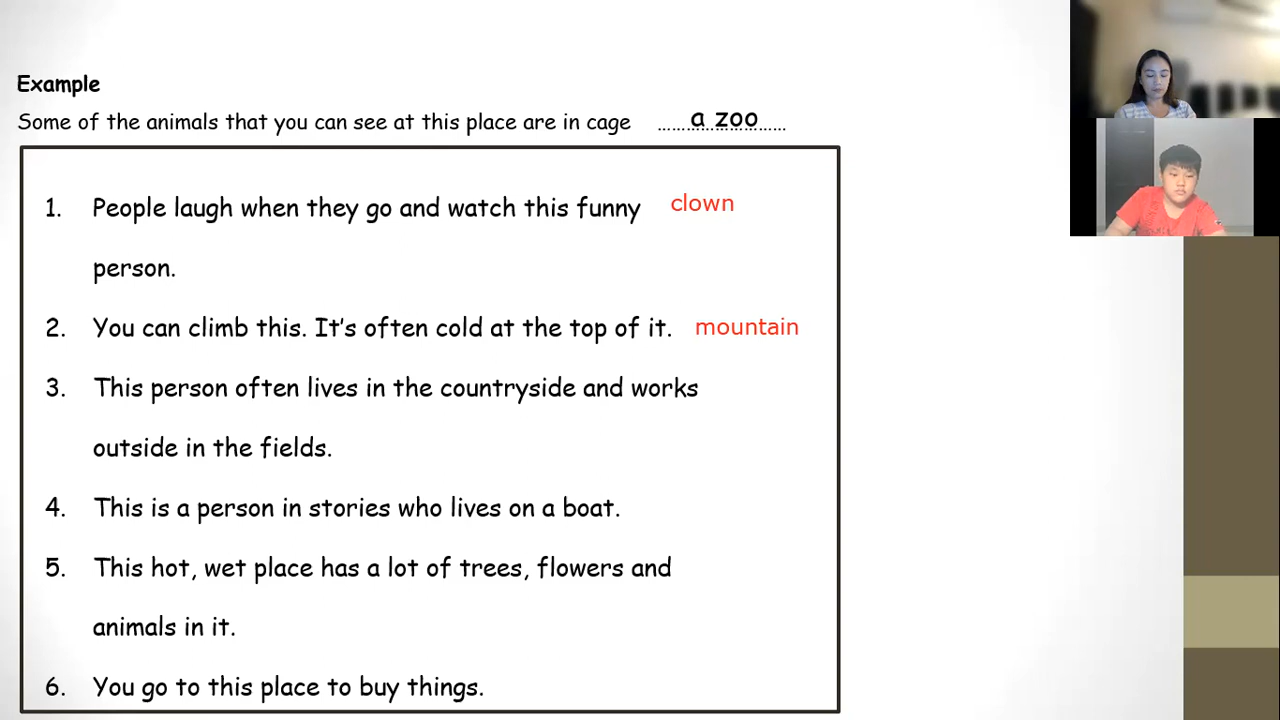 Example
Some of the animals that you can see at this place are in cage ........................ a zoo
1. People laugh when they go and watch this funny clown
person.
2. You can climb this. It's often cold at the top of it. mountain
3. This person often lives in the countryside and works
outside in the fields.
4. This is a person in stories who lives on a boat.
5. This hot, wet place has a lot of trees, flowers and
animals in it.
6. You go to this place to buy things.